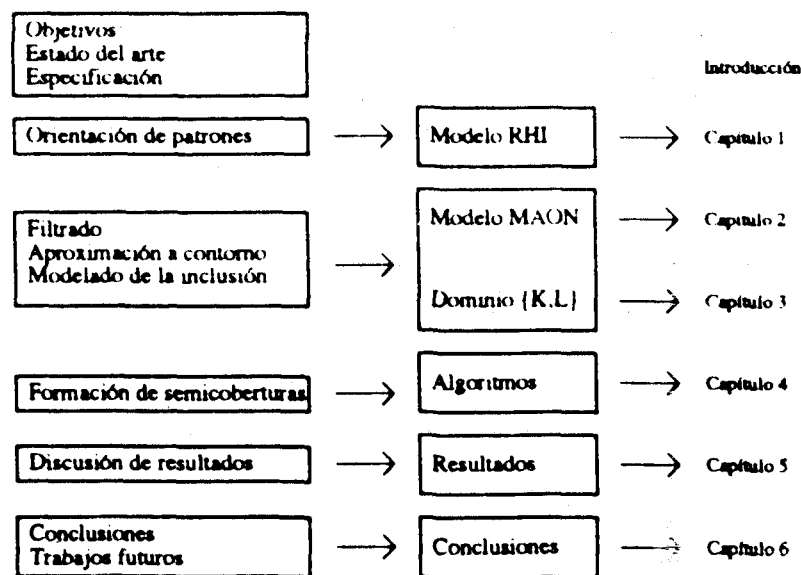 Objetivos
Estado del arte
Especificación
Introducción
Orientación de patrones
Modelo RHI
Capítulo 1
Filtrado
Aproximación a contorno
Modelado de la inclusión
Modelo MAON
Capítulo 2
Dominio {K,L}
Capítulo 3
Formación de semicoberturas
Algoritmos
Capítulo 4
Discusión de resultados
Resultados
Capítulo 5
Conclusiones
Trabajos futuros
Conclusiones
Capítulo 6